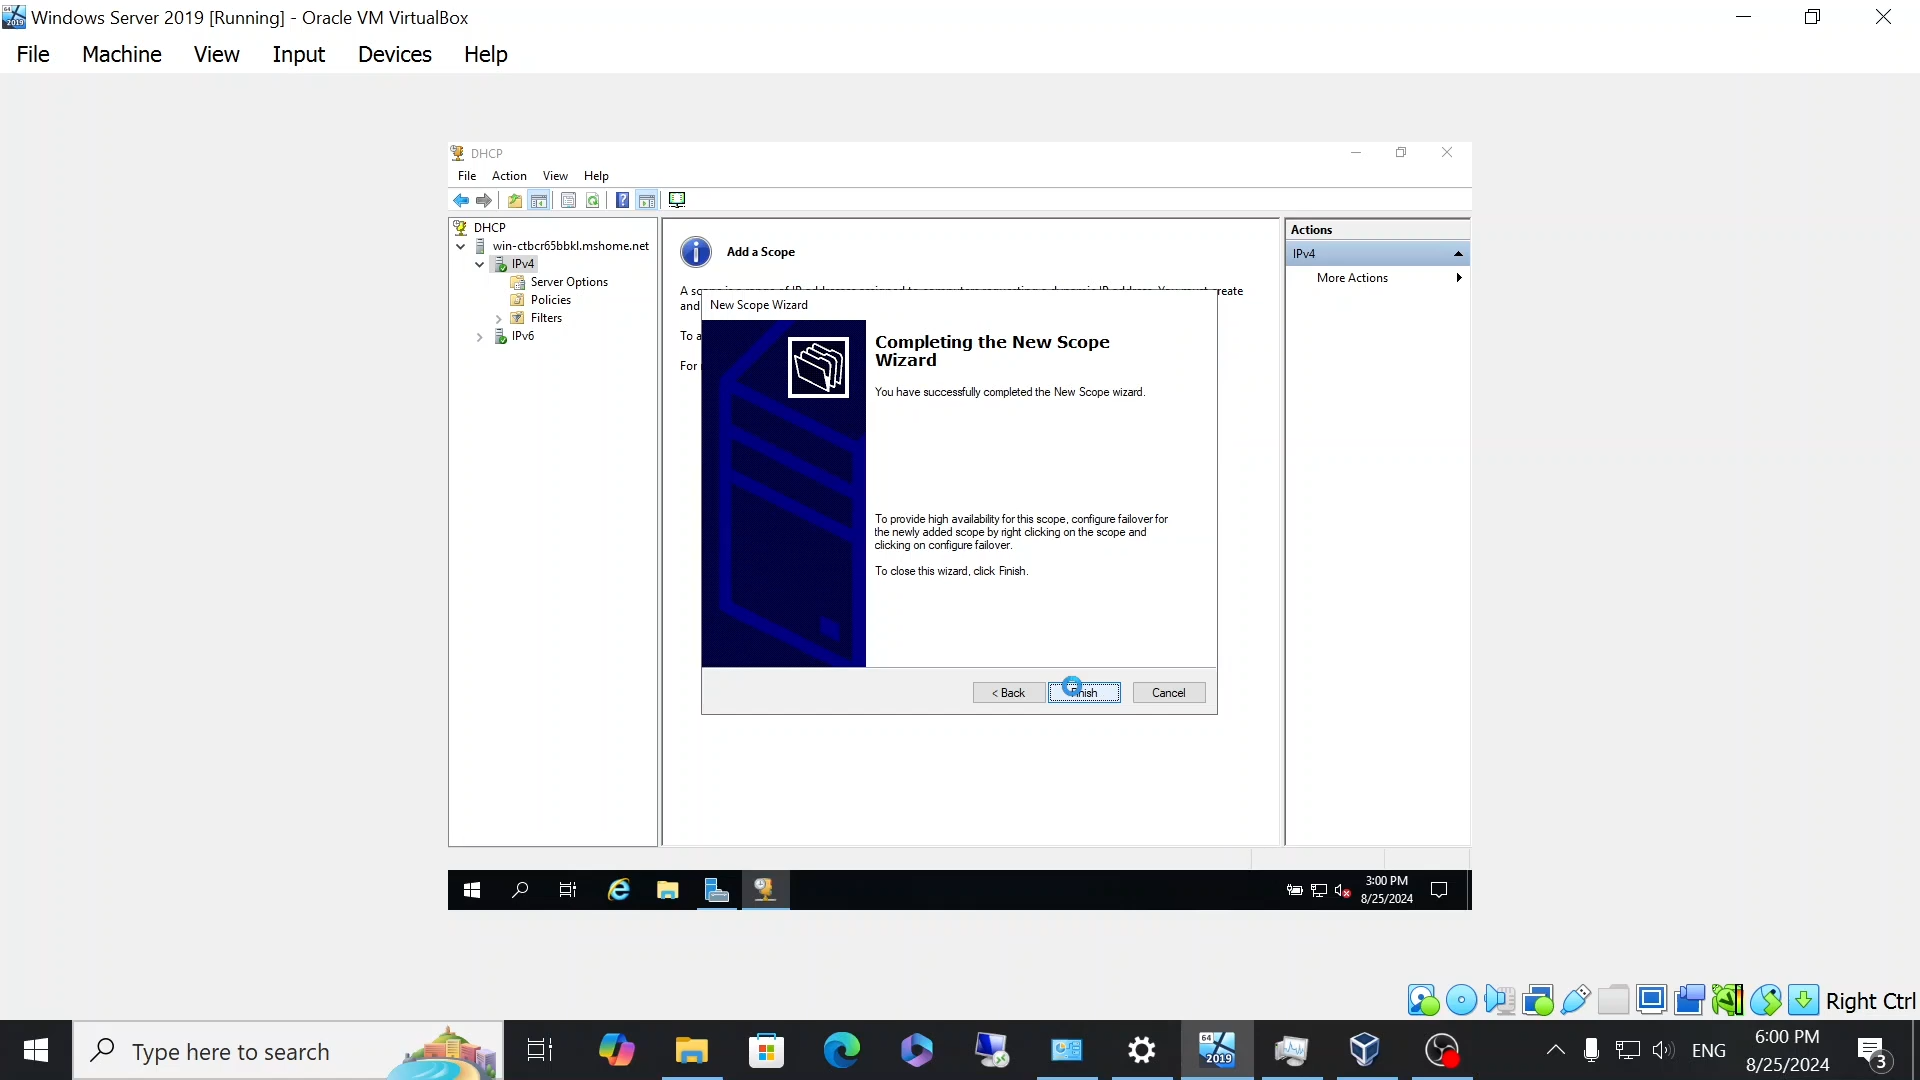 Windows Server 2019 [Running] - Oracle VM VirtualBox
File Machine View Input Devices Help
DHCP
File Action View Help
DHCP
win-ctbcr65bbkl.mshome.net
IPv4
Server Options
Policies
Filters
IPv6
Add a Scope
and
To a
For
New Scope Wizard
Completing the New Scope
Wizard
You have successfully completed the New Scope wizard.
To provide high availability for this scope, configure failover for
the newly added scope by right clicking on the scope and
clicking on configure failover.
To close this wizard, click Finish.
< Back Finish Cancel
Actions
IPv4
More Actions
3:00 PM
8/25/2024
Right Ctrl
Type here to search
64
2019
ENG
6:00 PM
8/25/2024
3